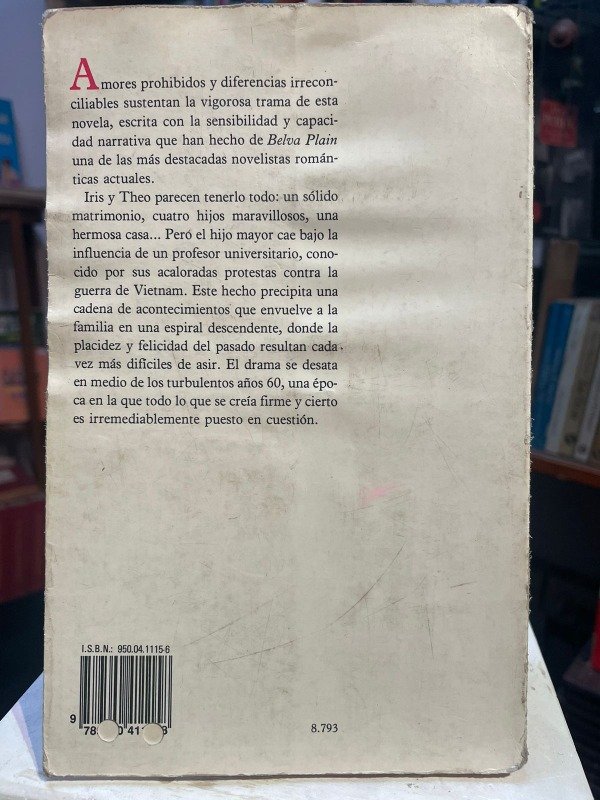 Amores prohibidos y diferencias irrecon-
ciliables sustentan la vigorosa trama de esta
novela, escrita con la sensibilidad y capaci-
dad narrativa que han hecho de Belva Plain
una de las más destacadas novelistas román-
ticas actuales.
Iris y Theo parecen tenerlo todo: un sólido
matrimonio, cuatro hijos maravillosos, una
hermosa casa... Peró el hijo mayor cae bajo la
influencia de un profesor universitario, cono-
cido por sus acaloradas protestas contra la
guerra de Vietnam. Este hecho precipita una
cadena de acontecimientos que envuelve a la
familia en una espiral descendente, donde la
placidez y felicidad del pasado resultan cada
vez más difíciles de asir. El drama se desata
en medio de los turbulentos años 60, una épo-
ca en la que todo lo que se creía firme y cierto
es irremediablemente puesto en cuestión.
I.S.B.N.: 950.04.1115-6
8.793